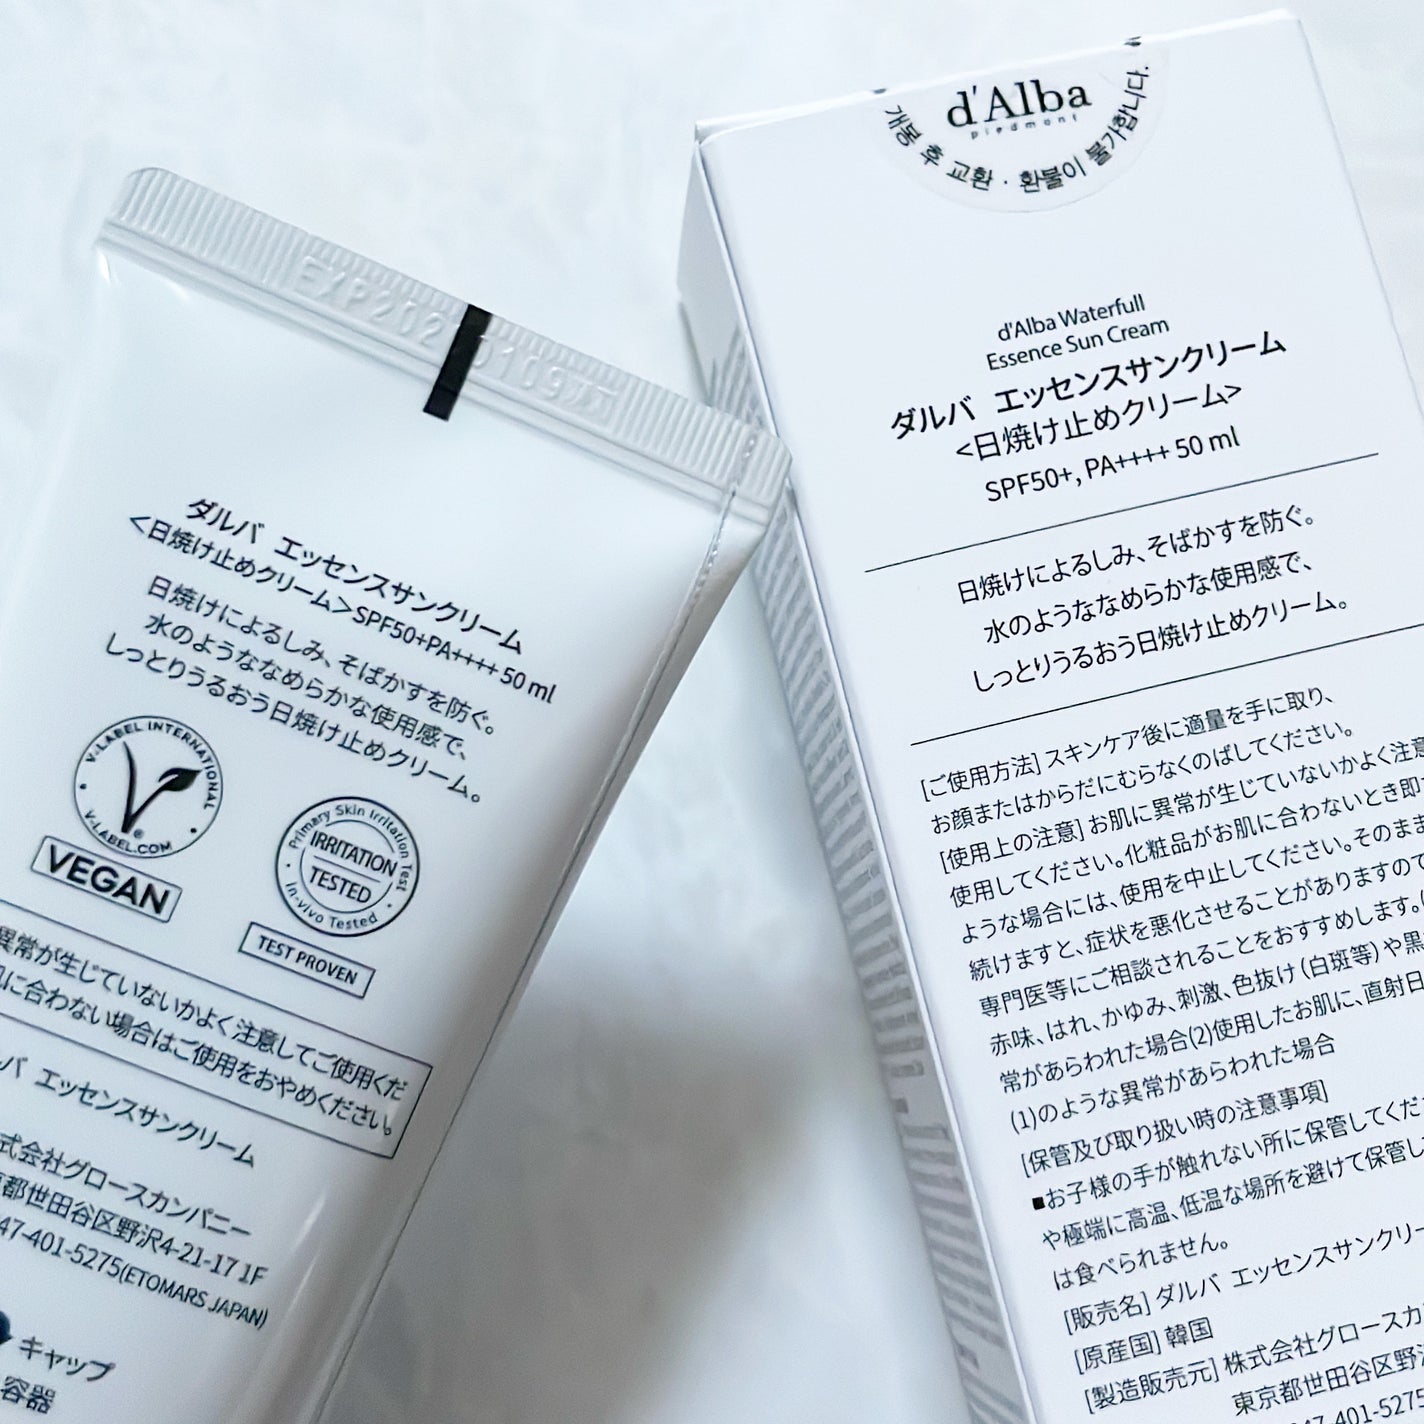 EXP202 0109
ダルバ エッセンスサンクリーム
<日焼け止めクリーム>SPF50+PA++++ 50 ml
日焼けによるしみ、そばかすを防ぐ。
水のようななめらかな使用感で、
しっとりうるおう日焼け止めクリーム。
V-LABEL INTERNATIONAL
V-LABEL.COM
®
VEGAN
Primary Skin Irritation Test
IRRITATION
TESTED
In-vivo Tested
TEST PROVEN
異常が生じていないかよく注意してご使用くだ
に合わない場合はご使用をおやめください。
バ エッセンスサンクリーム
式会社グロースカンパニー
都世田谷区野沢4-21-17 1F
47-401-5275(ETOMARS JAPAN)
キャップ
容器
d'Alba
piedmont
개봉 후 교환 · 환불이 불가합니다.
d'Alba Waterfull
Essence Sun Cream
ダルバ エッセンスサンクリーム
<日焼け止めクリーム>
SPF50+, PA++++ 50 ml
日焼けによるしみ、そばかすを防ぐ。
水のようななめらかな使用感で、
しっとりうるおう日焼け止めクリーム。
[ご使用方法] スキンケア後に適量を手に取り、
お顔またはからだにむらなくのばしてください。
[使用上の注意] お肌に異常が生じていないかよく注意
使用してください。化粧品がお肌に合わないとき即
ような場合には、使用を中止してください。そのまま
続けますと、症状を悪化させることがありますので
専門医等にご相談されることをおすすめします。
赤味、はれ、かゆみ、刺激、色抜け(白斑等)や黒
常があらわれた場合(2)使用したお肌に、直射日
(1)のような異常があらわれた場合
[保管及び取り扱い時の注意事項]
■お子様の手が触れない所に保管してくだ
や極端に高温、低温な場所を避けて保管し
は食べられません。
[販売名] ダルバ エッセンスサンクリー
[原産国] 韓国
[製造販売元] 株式会社グロースカ
東京都世田谷区野
047-401-5275